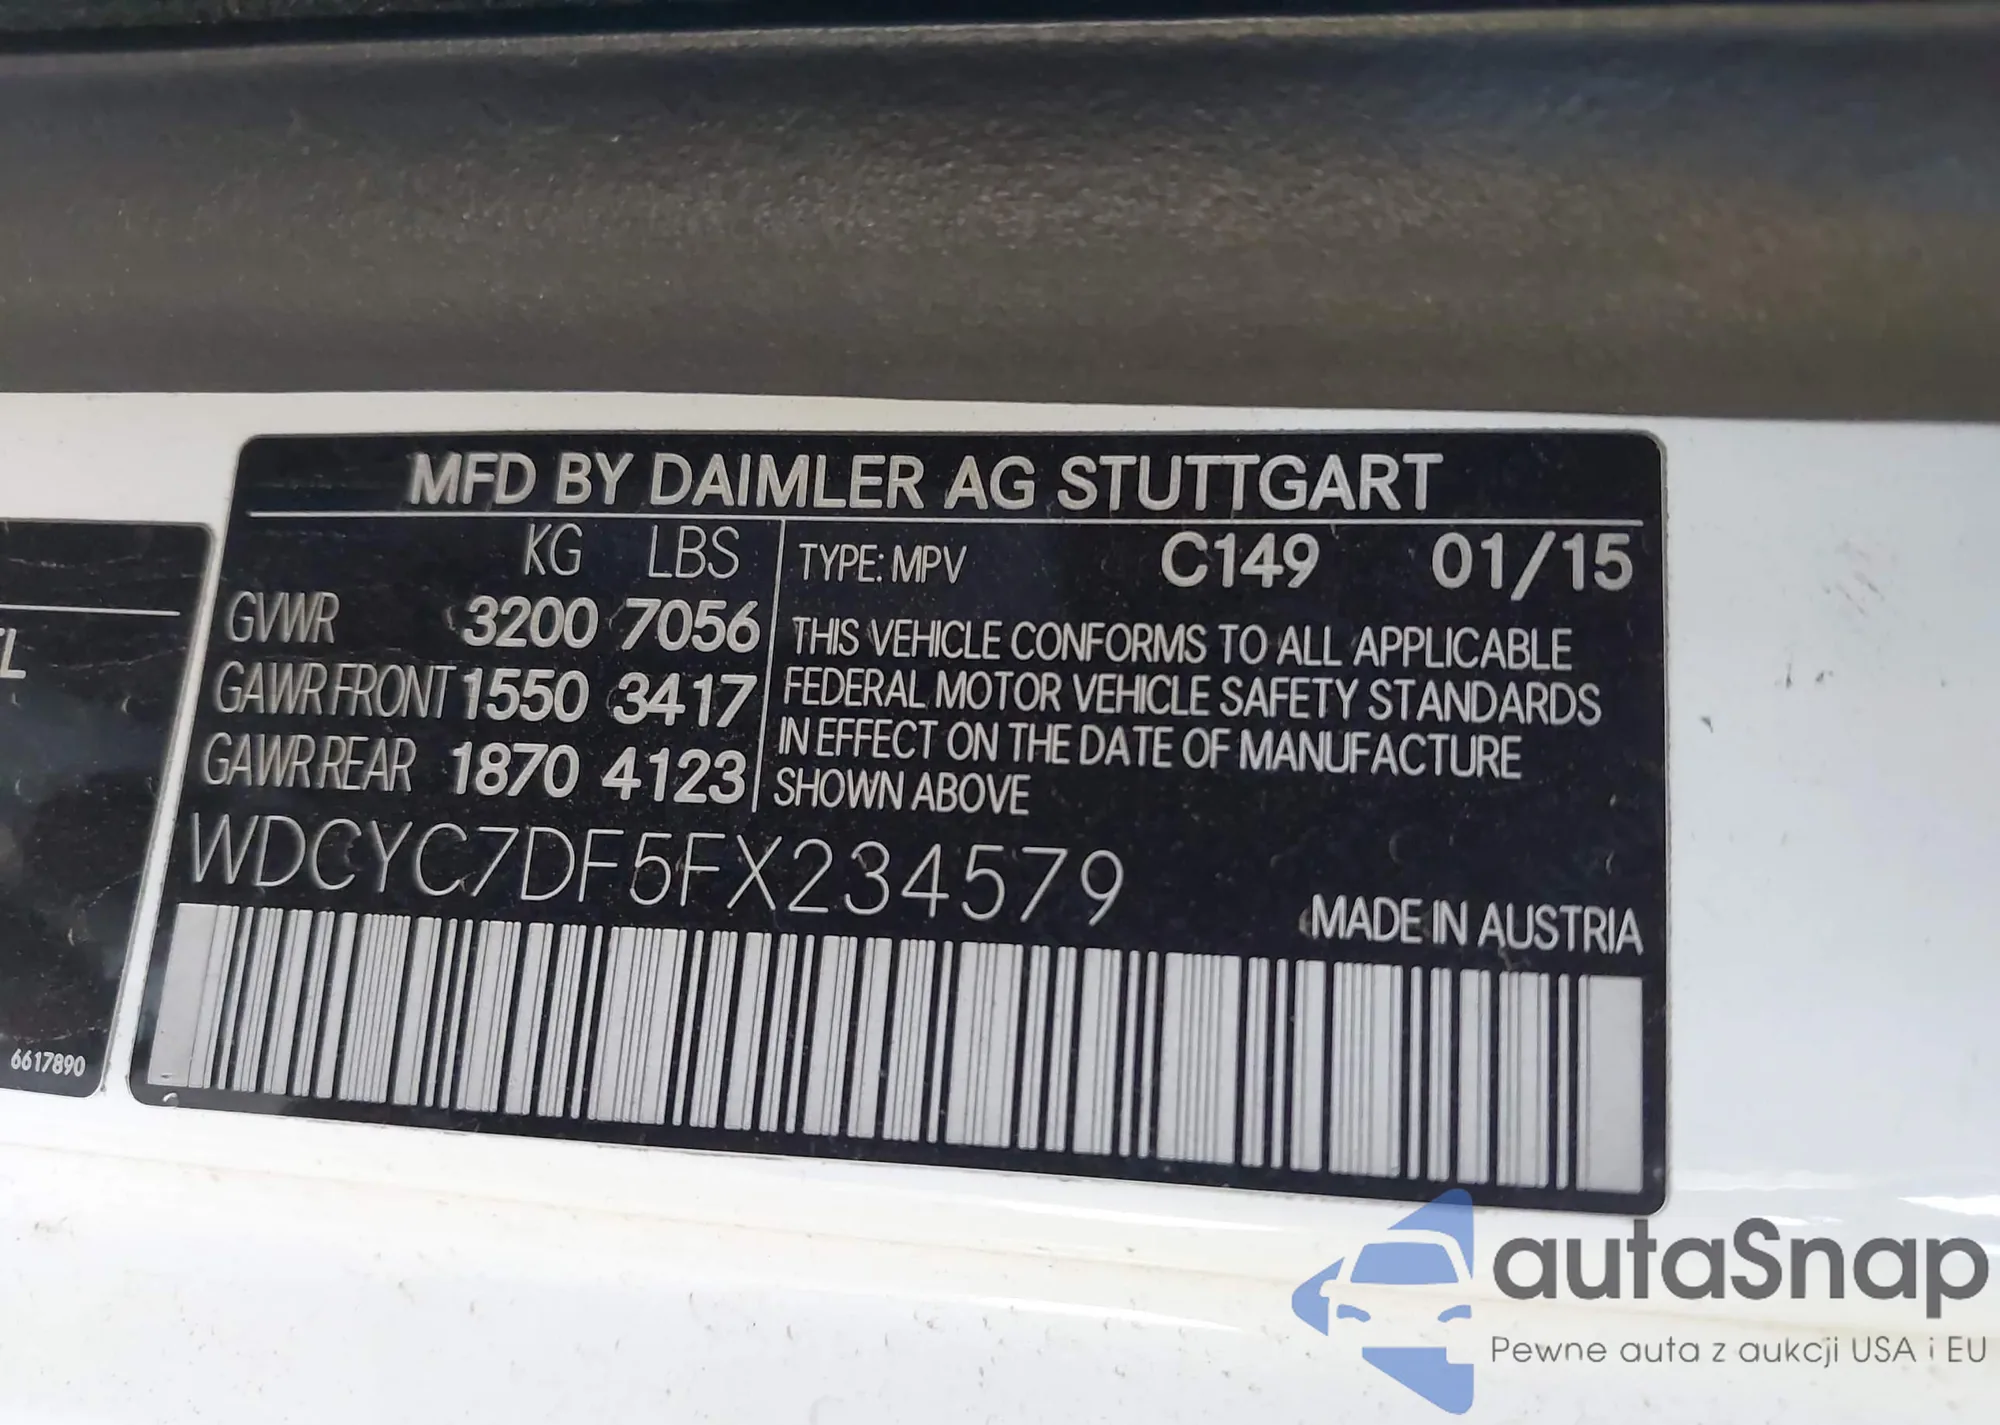 MFD BY DAIMLER AG STUTTGART
KG LBS
GVWR 3200 7056
GAWR FRONT 1550 3417
GAWR REAR 1870 4123
TYPE: MPV C149 01/15
THIS VEHICLE CONFORMS TO ALL APPLICABLE
FEDERAL MOTOR VEHICLE SAFETY STANDARDS
IN EFFECT ON THE DATE OF MANUFACTURE
SHOWN ABOVE
WDCYC7DF5FX234579
MADE IN AUSTRIA
6617890
autaSnap
Pewne auta z aukcji USA i EU